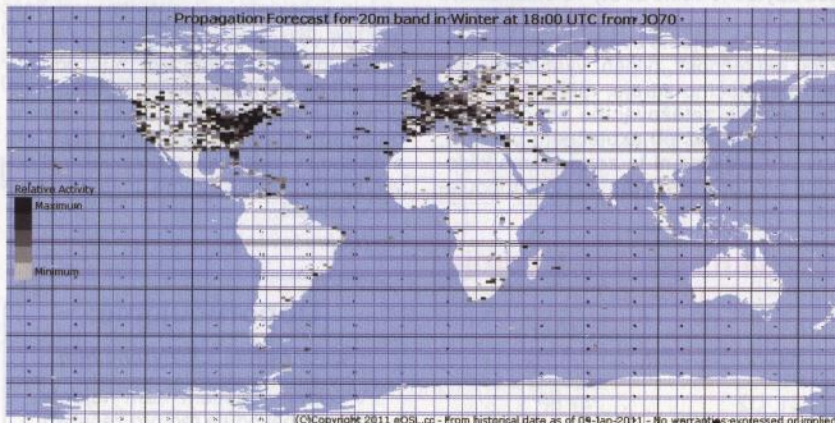 Propagation Forecast for 20m band in Winter at 18:00 UTC from JO70
Relative Activity
Maximum
Minimum
(C)Copyright 2011 eQSL.cc - From historical data as of 09-Jan-2011 - No warranties expressed or implied